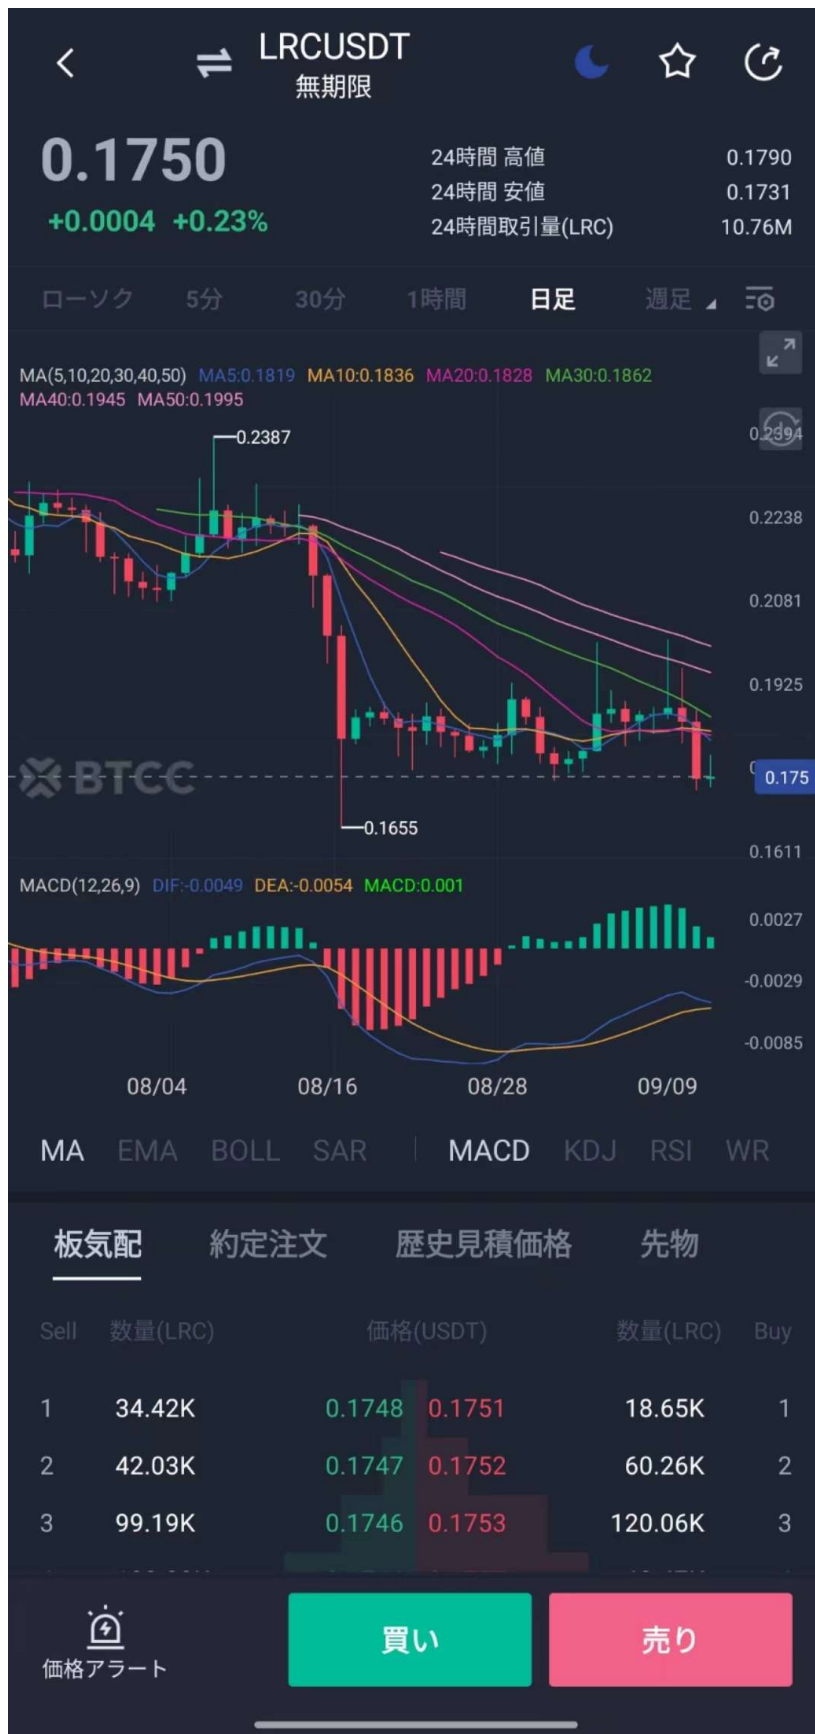 LRCUSDT
無期限
0.1750
+0.0004 +0.23%
24時間 高値 0.1790
24時間 安値 0.1731
24時間取引量(LRC) 10.76M
ローソク 5分 30分 1時間 日足 週足
MA(5,10,20,30,40,50) MA5:0.1819 MA10:0.1836 MA20:0.1828 MA30:0.1862
MA40:0.1945 MA50:0.1995
0.2387
0.2394
0.2238
0.2081
0.1925
BTCC
0.175
0.1655
0.1611
MACD(12,26,9) DIF:-0.0049 DEA:-0.0054 MACD:0.001
0.0027
-0.0029
-0.0085
08/04 08/16 08/28 09/09
MA EMA BOLL SAR MACD KDJ RSI WR
板気配 約定注文 歴史見積価格 先物
Sell 数量(LRC) 価格(USDT) 数量(LRC) Buy
1 34.42K 0.1748 0.1751 18.65K 1
2 42.03K 0.1747 0.1752 60.26K 2
3 99.19K 0.1746 0.1753 120.06K 3
価格アラート 買い 売り